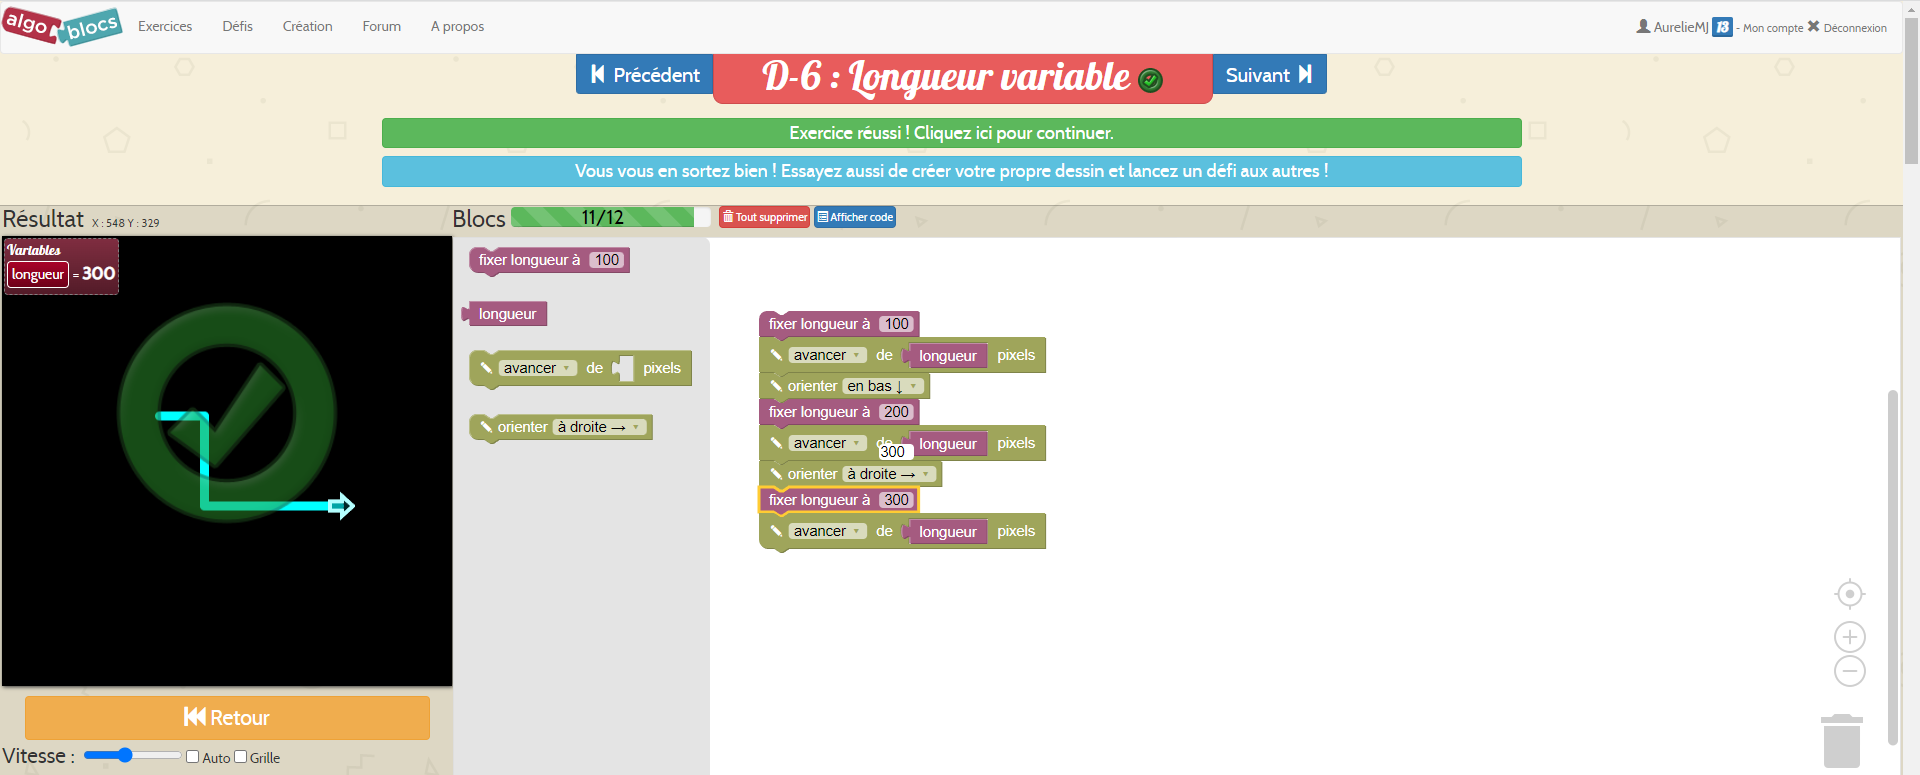 algo blocs
Exercices Défis Création Forum A propos
AurelieMJ 13 - Mon compte Déconnexion
Précédent
D-6 : Longueur variable
Suivant
Exercice réussi ! Cliquez ici pour continuer.
Vous vous en sortez bien ! Essayez aussi de créer votre propre dessin et lancez un défi aux autres !
Résultat X : 548 Y : 329
Blocs 11/12 Tout supprimer Afficher code
Variables
longueur = 300
fixer longueur à 100
longueur
avancer de pixels
orienter à droite →
fixer longueur à 100
avancer de longueur pixels
orienter en bas ↓
fixer longueur à 200
avancer de longueur pixels
300
orienter à droite →
fixer longueur à 300
avancer de longueur pixels
Retour
Vitesse : Auto Grille